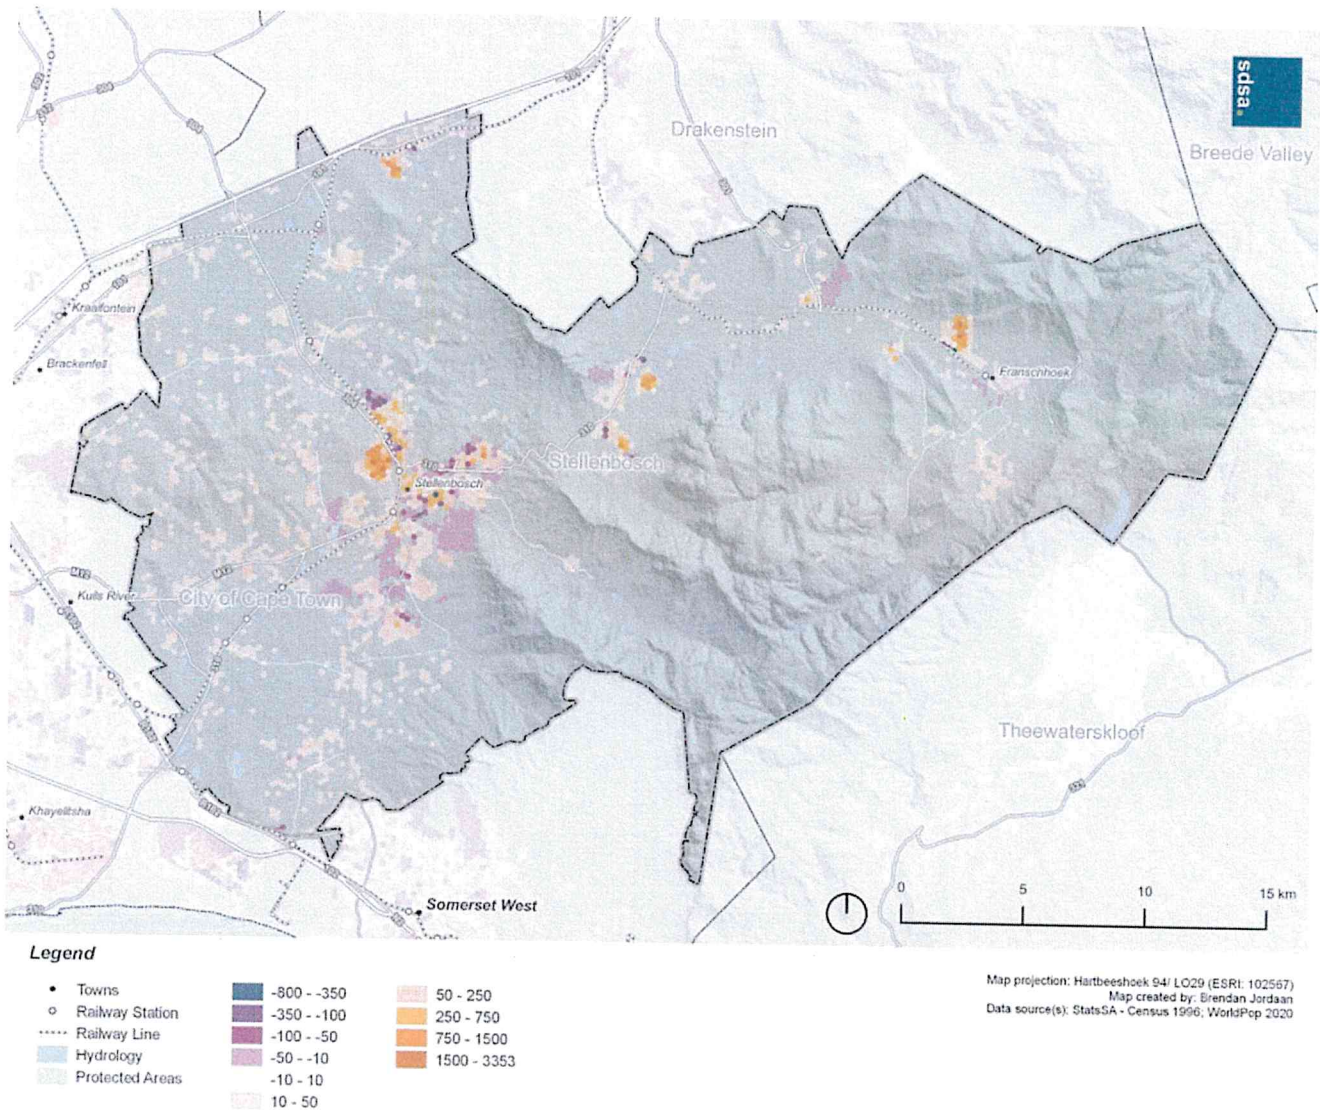 sdsa.
Drakenstein
Breede Valley
Kraaifontein
Brackenfell
Franschhoek
Stellenbosch
Stellenbosch
M12
M12
Kuils River
City of Cape Town
Theewaterskloof
Khayelitsha
Somerset West
0 5 10 15 km
Legend
Towns
Railway Station
Railway Line
Hydrology
Protected Areas
-800 - -350
-350 - -100
-100 - -50
-50 - -10
-10 - 10
10 - 50
50 - 250
250 - 750
750 - 1500
1500 - 3353
Map projection: Hartbeeshoek 94/ LO29 (ESRI: 102567)
Map created by: Brendan Jordaan
Data source(s): StatsSA - Census 1996; WorldPop 2020